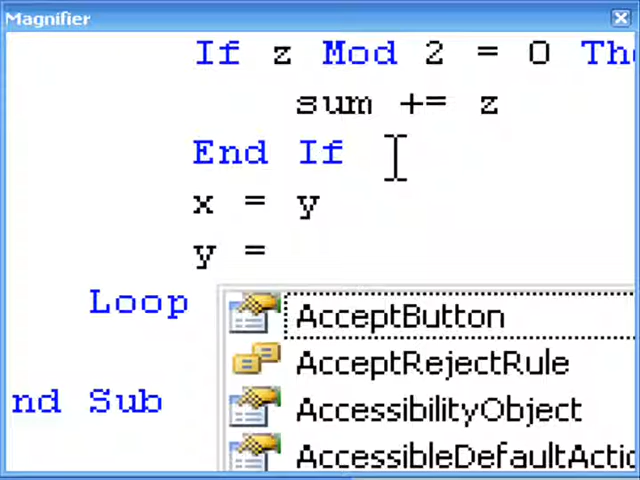 Magnifier
If z Mod 2 = 0 The
sum += z
End If
x = y
y =
Loop
AcceptButton
AcceptRejectRule
nd Sub
AccessibilityObject
AccessibleDefaultActio